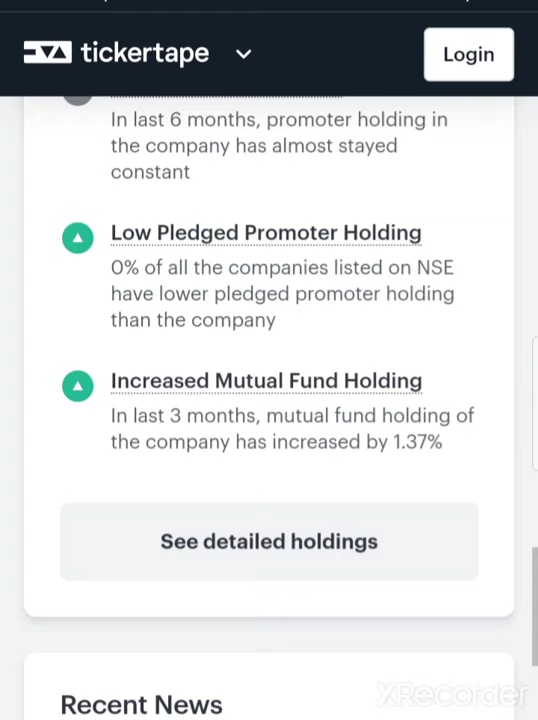 tickertape
Login
In last 6 months, promoter holding in
the company has almost stayed
constant
Low Pledged Promoter Holding
0% of all the companies listed on NSE
have lower pledged promoter holding
than the company
Increased Mutual Fund Holding
In last 3 months, mutual fund holding of
the company has increased by 1.37%
See detailed holdings
Recent News
XRecorder